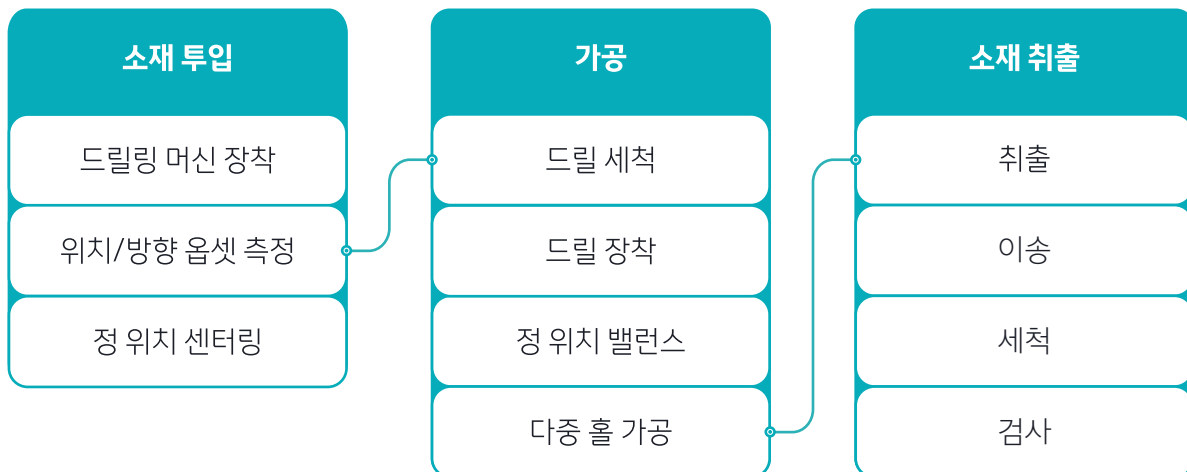 소재 투입
드릴링 머신 장착
위치/방향 옵셋 측정
정 위치 센터링
가공
드릴 세척
드릴 장착
정 위치 밸런스
다중 홀 가공
소재 취출
취출
이송
세척
검사